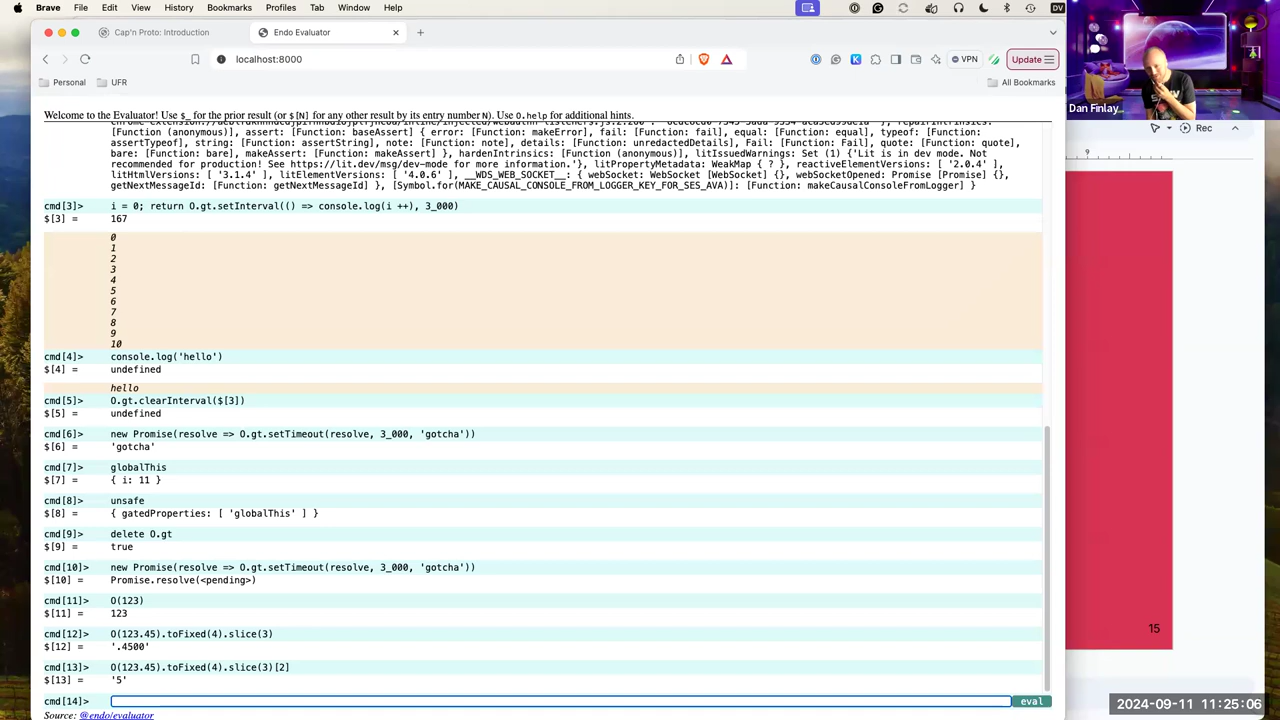 Brave File Edit View History Bookmarks Profiles Tab Window Help
DV
Cap'n Proto: Introduction
Endo Evaluator
localhost:8000
VPN
Update
Personal
UFR
All Bookmarks
Dan Finlay...
Rec
9
Welcome to the Evaluator! Use $_ for the prior result (or $[N] for any other result by its entry number N). Use O.help for additional hints.
[Function (anonymous)], assert: [Function: baseAssert] { error: [Function: makeError], fail: [Function: fail], equal: [Function: equal], typeof: [Function:
assertTypeof], string: [Function: assertString], note: [Function: note], details: [Function: unredactedDetails], Fail: [Function: Fail], quote: [Function: quote],
bare: [Function: bare], makeAssert: [Function: makeAssert] }, hardenIntrinsics: [Function (anonymous)], litIssuedWarnings: Set (1) {'Lit is in dev mode. Not
recommended for production! See https://lit.dev/msg/dev-mode for more information.'}, litPropertyMetadata: WeakMap { }, reactiveElementVersions: [ '2.0.4' ],
litHtmlVersions: [ '3.1.4' ], litElementVersions: [ '4.0.6' ], __WDS_WEB_SOCKET__: { webSocket: WebSocket [WebSocket] {}, webSocketOpened: Promise [Promise] {},
getNextMessageId: [Function: getNextMessageId] }, [Symbol.for(MAKE_CAUSAL_CONSOLE_FROM_LOGGER_KEY_FOR_SES_AVA)]: [Function: makeCausalConsoleFromLogger] }
cmd[3]> i = 0; return O.gt.setInterval(() => console.log(i ++), 3_000)
$[3] = 167
0
1
2
3
4
5
6
7
8
9
10
cmd[4]> console.log('hello')
$[4] = undefined
hello
cmd[5]> O.gt.clearInterval($[3])
$[5] = undefined
cmd[6]> new Promise(resolve => O.gt.setTimeout(resolve, 3_000, 'gotcha'))
$[6] = 'gotcha'
cmd[7]> globalThis
$[7] = { i: 11 }
cmd[8]> unsafe
$[8] = { gatedProperties: [ 'globalThis' ] }
cmd[9]> delete O.gt
$[9] = true
cmd[10]> new Promise(resolve => O.gt.setTimeout(resolve, 3_000, 'gotcha'))
$[10] = Promise.resolve(<pending>)
cmd[11]> O(123)
$[11] = 123
cmd[12]> O(123.45).toFixed(4).slice(3)
$[12] = '.4500'
cmd[13]> O(123.45).toFixed(4).slice(3)[2]
$[13] = '5'
cmd[14]>
eval
Source: @endo/evaluator
15
2024-09-11 11:25:06